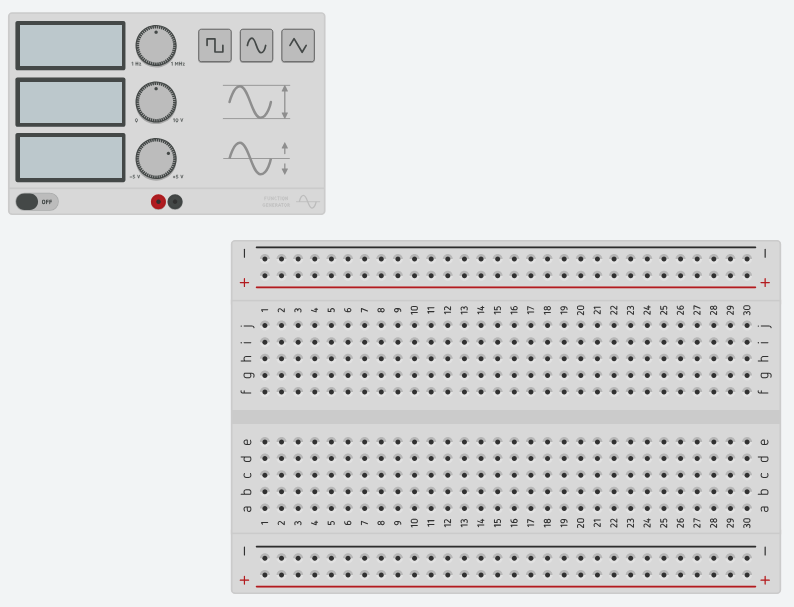 1 Hz 1 MHz
0 10 V
-5 V +5 V
OFF
FUNCTION
GENERATOR
− −
+ +
1 2 3 4 5 6 7 8 9 10 11 12 13 14 15 16 17 18 19 20 21 22 23 24 25 26 27 28 29 30
j j
i i
h h
g g
f f
e e
d d
c c
b b
a a
1 2 3 4 5 6 7 8 9 10 11 12 13 14 15 16 17 18 19 20 21 22 23 24 25 26 27 28 29 30
− −
+ +